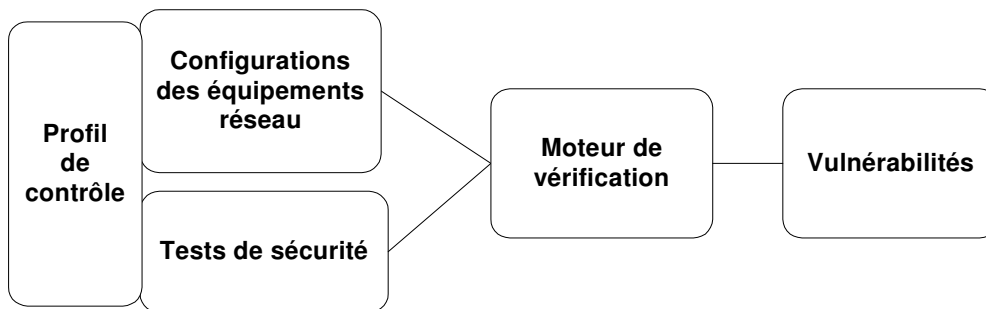 Profil
de
contrôle
Configurations
des équipements
réseau
Tests de sécurité
Moteur de
vérification
Vulnérabilités